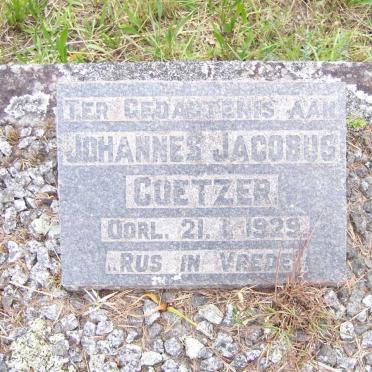 TER GEDAGTENIS AAN
JOHANNES JACOBUS
COETZER
OORL. 21. 1. 1929.
RUS IN VREDE.